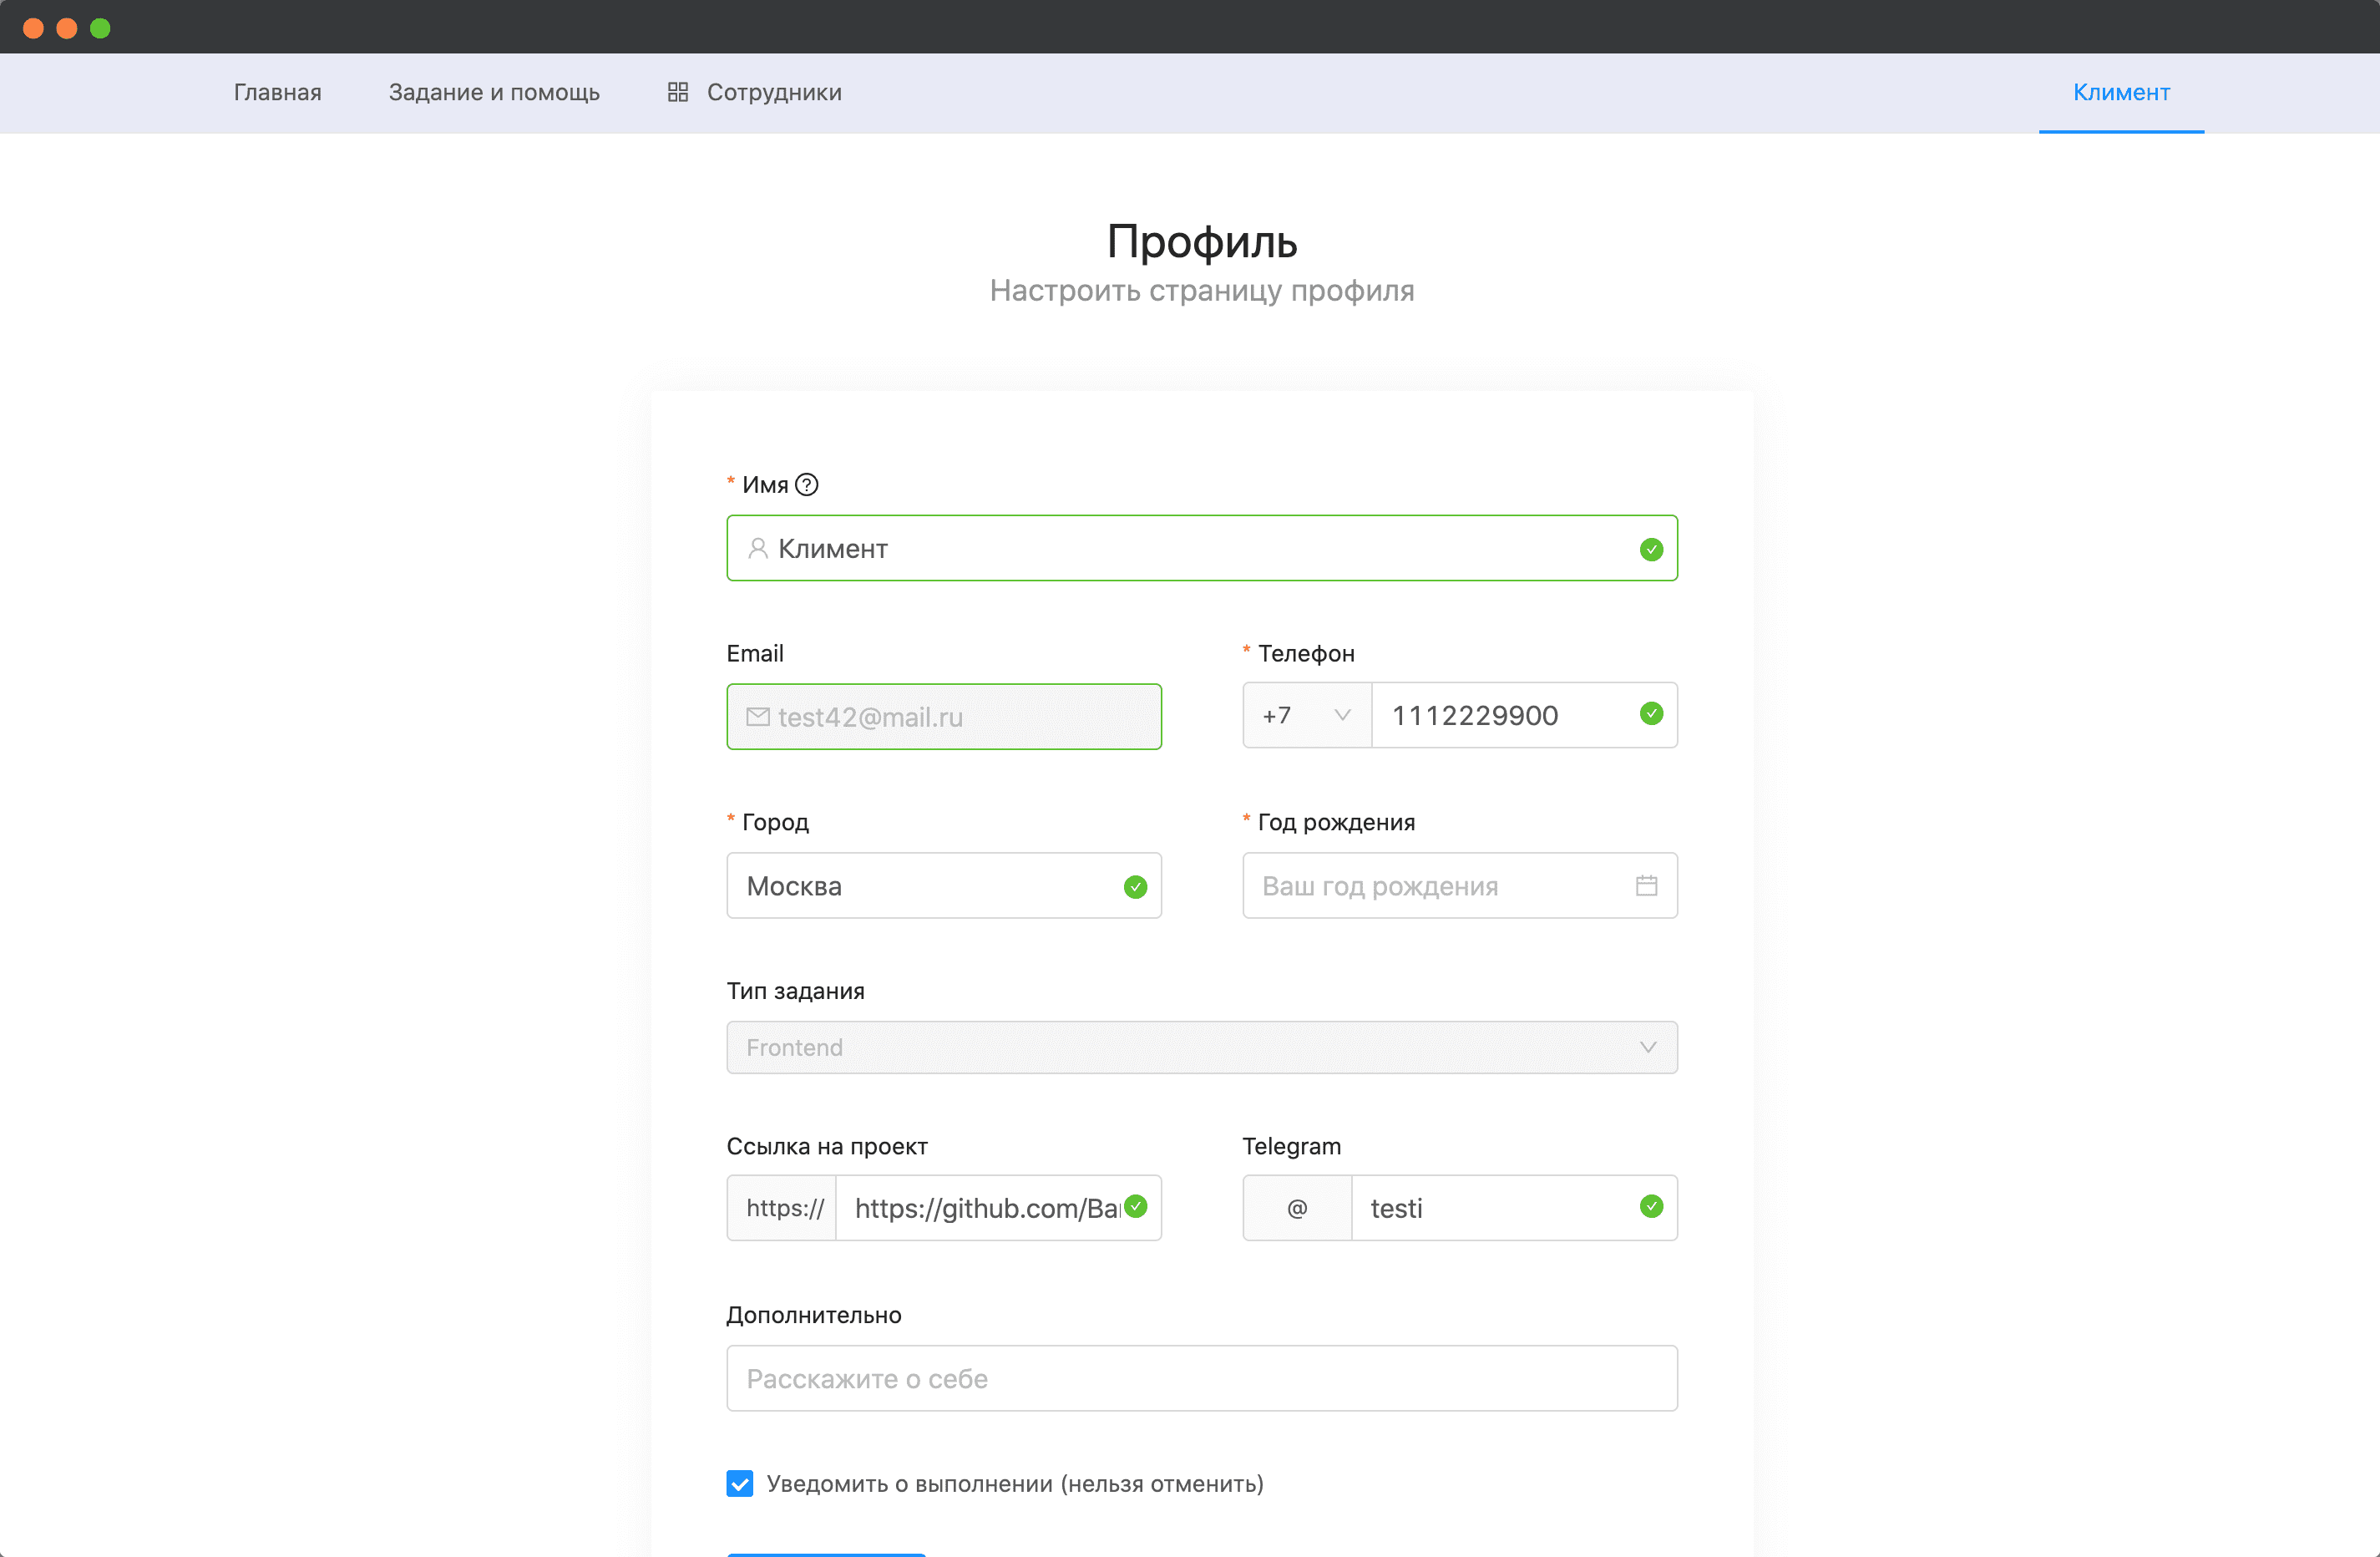 Главная Задание и помощь Сотрудники Климент
Профиль
Настроить страницу профиля
* Имя
Климент
Email * Телефон
test42@mail.ru +7 1112229900
* Город * Год рождения
Москва Ваш год рождения
Тип задания
Frontend
Ссылка на проект Telegram
https:// https://github.com/Ba @ testi
Дополнительно
Расскажите о себе
Уведомить о выполнении (нельзя отменить)